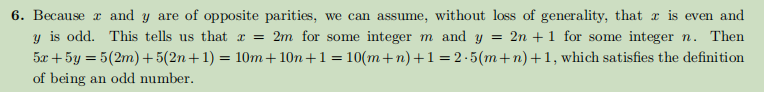 6. Because x and y are of opposite parities, we can assume, without loss of generality, that x is even and
y is odd. This tells us that x = 2m for some integer m and y = 2n + 1 for some integer n. Then
5x + 5y = 5(2m) + 5(2n + 1) = 10m + 10n + 1 = 10(m + n) + 1 = 2 · 5(m + n) + 1, which satisfies the definition
of being an odd number.